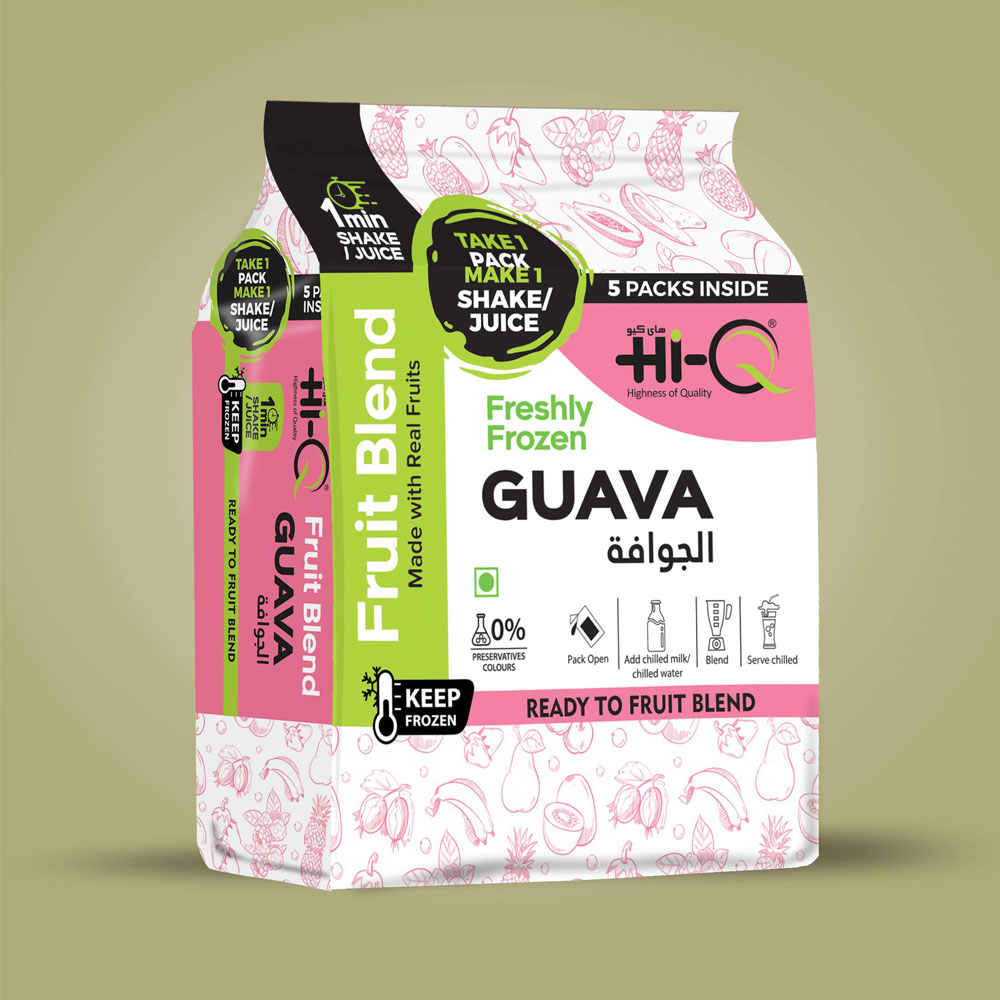 1 min
SHAKE
/ JUICE
TAKE 1
PACK
MAKE 1
SHAKE/
JUICE
5 PACKS INSIDE
هاي كيو
Hi-Q®
Highness of Quality
Fruit Blend
Made with Real Fruits
Freshly
Frozen
GUAVA
الجوافة
0%
PRESERVATIVES
COLOURS
Pack Open
Add chilled milk/
chilled water
Blend
Serve chilled
KEEP
FROZEN
READY TO FRUIT BLEND
TAKE 1
PACK
MAKE 1
SHAKE/
JUICE
5 P
INS
Hi-Q®
Highness of Quality
1 min
SHAKE
/ JUICE
KEEP
FROZEN
READY TO FRUIT BLEND
Fruit Blend
GUAVA
الجوافة